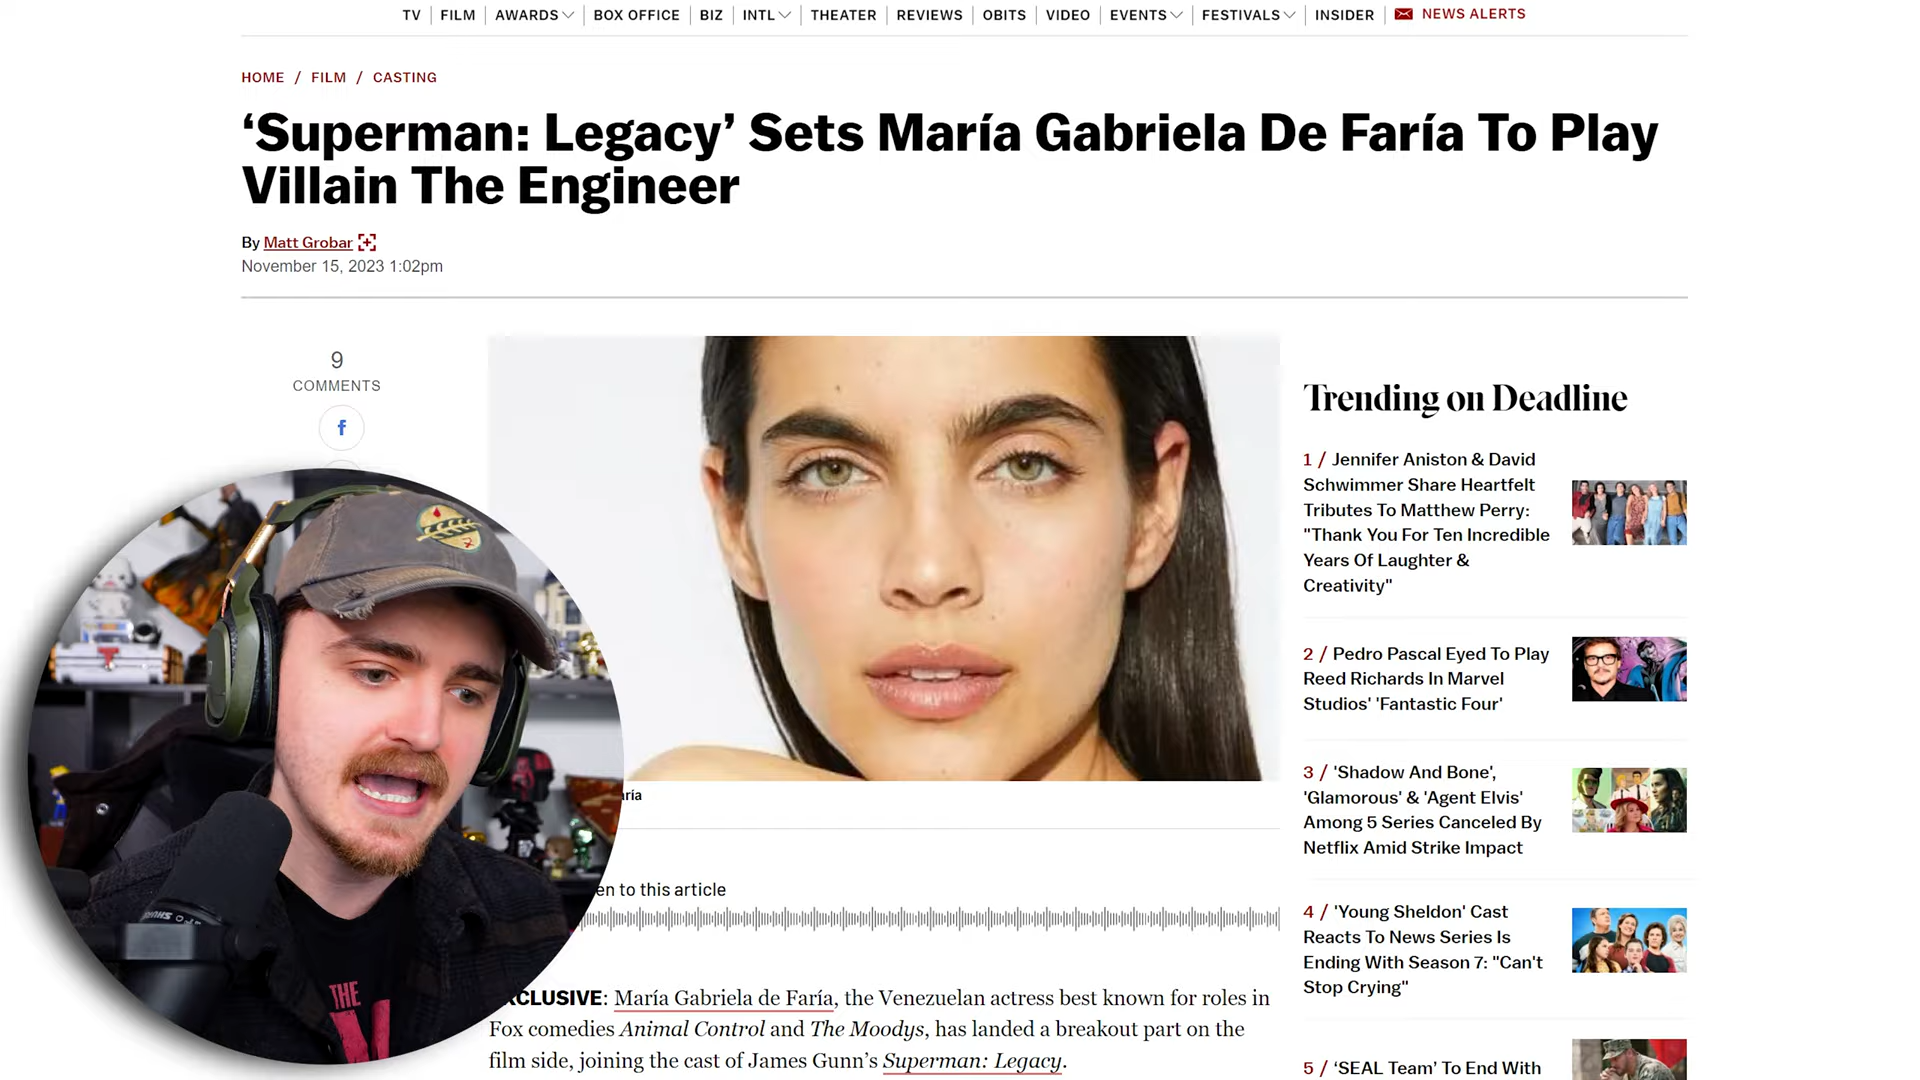 TV FILM AWARDS BOX OFFICE BIZ INTL THEATER REVIEWS OBITS VIDEO EVENTS FESTIVALS INSIDER NEWS ALERTS
HOME / FILM / CASTING
‘Superman: Legacy’ Sets María Gabriela De Faría To Play
Villain The Engineer
By Matt Grobar
November 15, 2023 1:02pm
9
COMMENTS
f
aría
en to this article
XCLUSIVE: María Gabriela de Faría, the Venezuelan actress best known for roles in
Fox comedies Animal Control and The Moodys, has landed a breakout part on the
film side, joining the cast of James Gunn’s Superman: Legacy.
Trending on Deadline
1 / Jennifer Aniston & David
Schwimmer Share Heartfelt
Tributes To Matthew Perry:
"Thank You For Ten Incredible
Years Of Laughter &
Creativity"
2 / Pedro Pascal Eyed To Play
Reed Richards In Marvel
Studios' 'Fantastic Four'
3 / 'Shadow And Bone',
'Glamorous' & 'Agent Elvis'
Among 5 Series Canceled By
Netflix Amid Strike Impact
4 / 'Young Sheldon' Cast
Reacts To News Series Is
Ending With Season 7: "Can't
Stop Crying"
5 / ‘SEAL Team’ To End With
THE